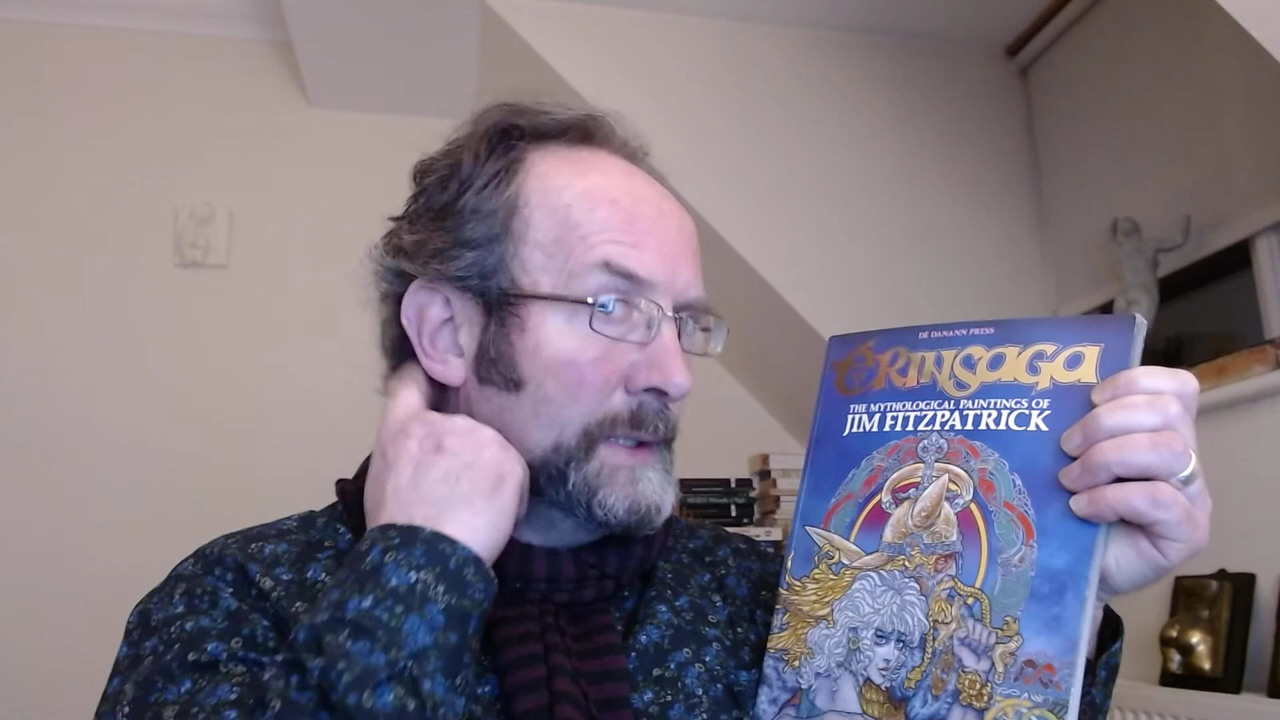 DÉ DANANN PRESS
ÉRINSAGA
THE MYTHOLOGICAL PAINTINGS OF
JIM FITZPATRICK